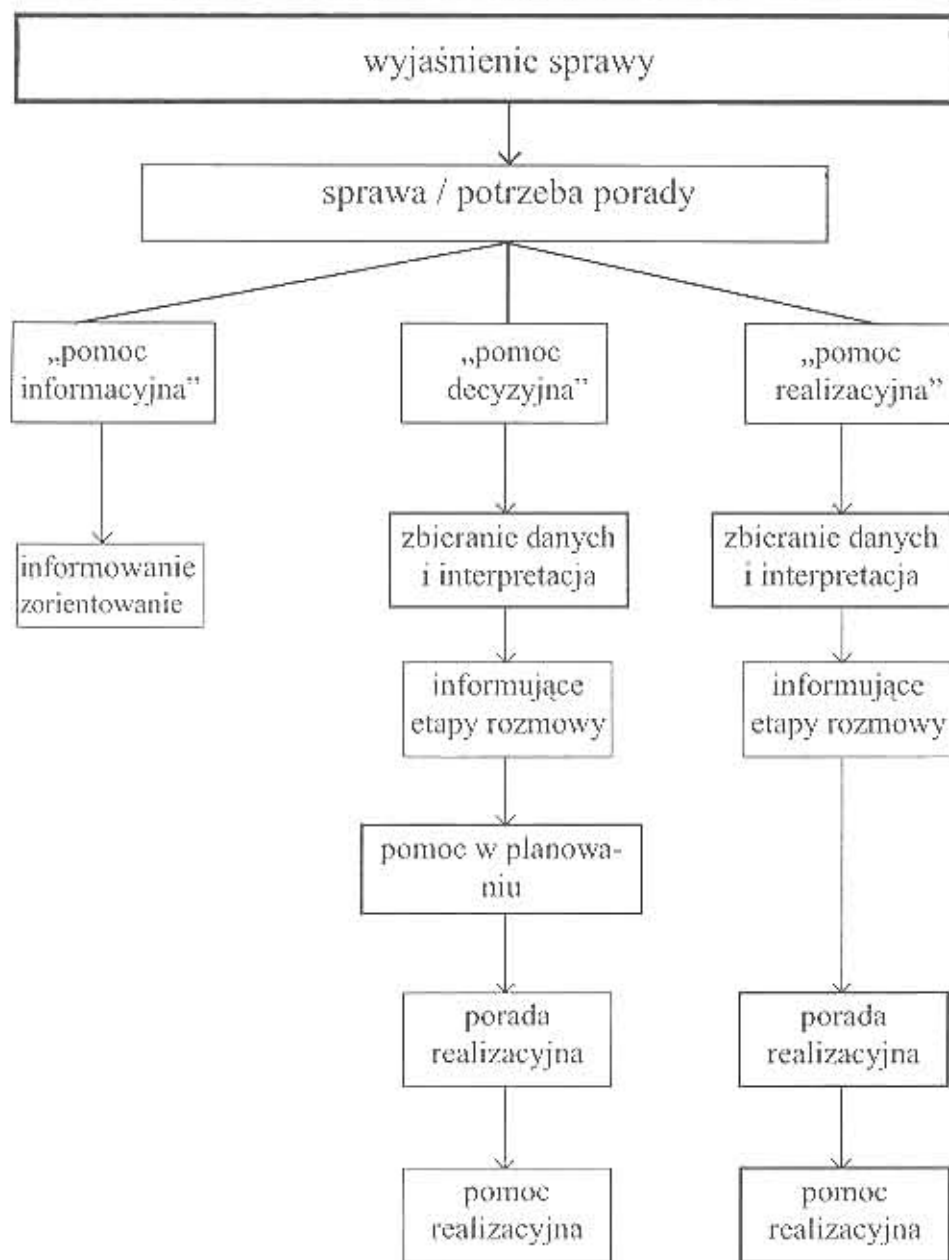 wyjaśnienie sprawy
sprawa / potrzeba porady
„pomoc
informacyjna”
„pomoc
decyzyjna”
„pomoc
realizacyjna”
informowanie
zorientowanie
zbieranie danych
i interpretacja
zbieranie danych
i interpretacja
informujące
etapy rozmowy
informujące
etapy rozmowy
pomoc w planowa-
niu
porada
realizacyjna
porada
realizacyjna
pomoc
realizacyjna
pomoc
realizacyjna